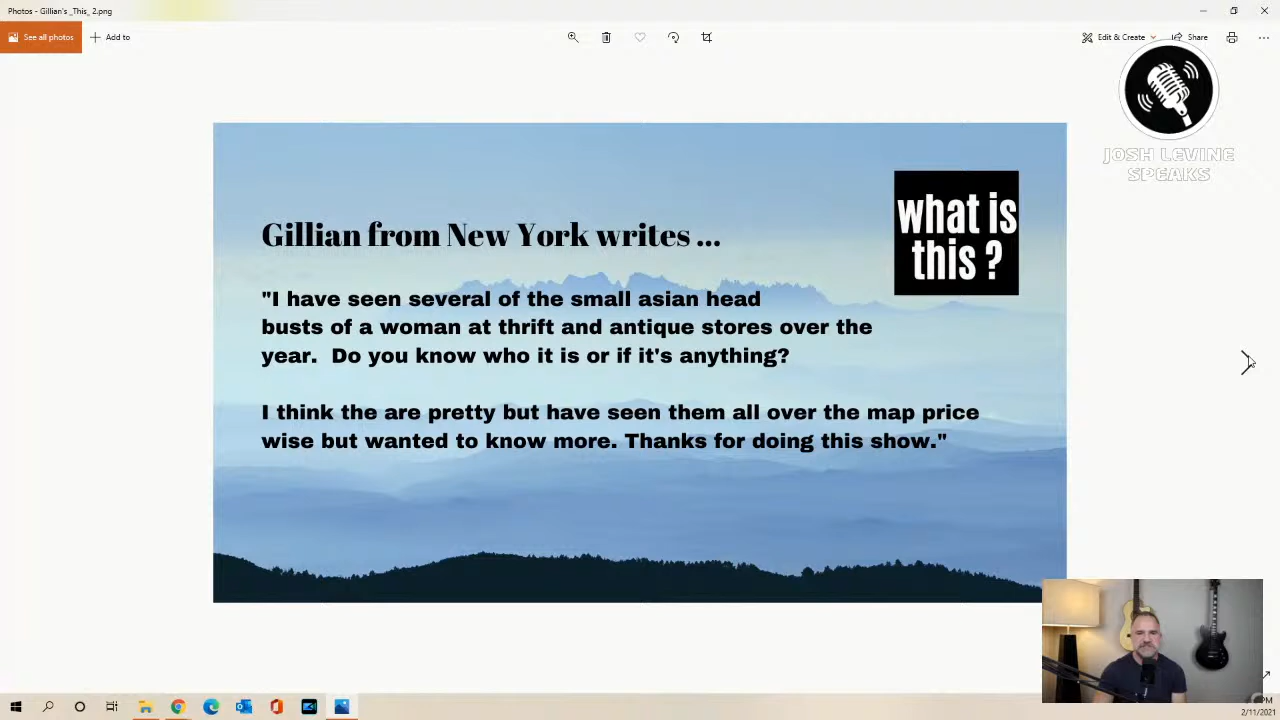 Photos - Gillian's _This_ 2.png
See all photos
Add to
Edit & Create
Share
JOSH LEVINE
SPEAKS
what is
this ?
Gillian from New York writes ...
"I have seen several of the small asian head
busts of a woman at thrift and antique stores over the
year. Do you know who it is or if it's anything?
I think the are pretty but have seen them all over the map price
wise but wanted to know more. Thanks for doing this show."
PM
2/11/2021